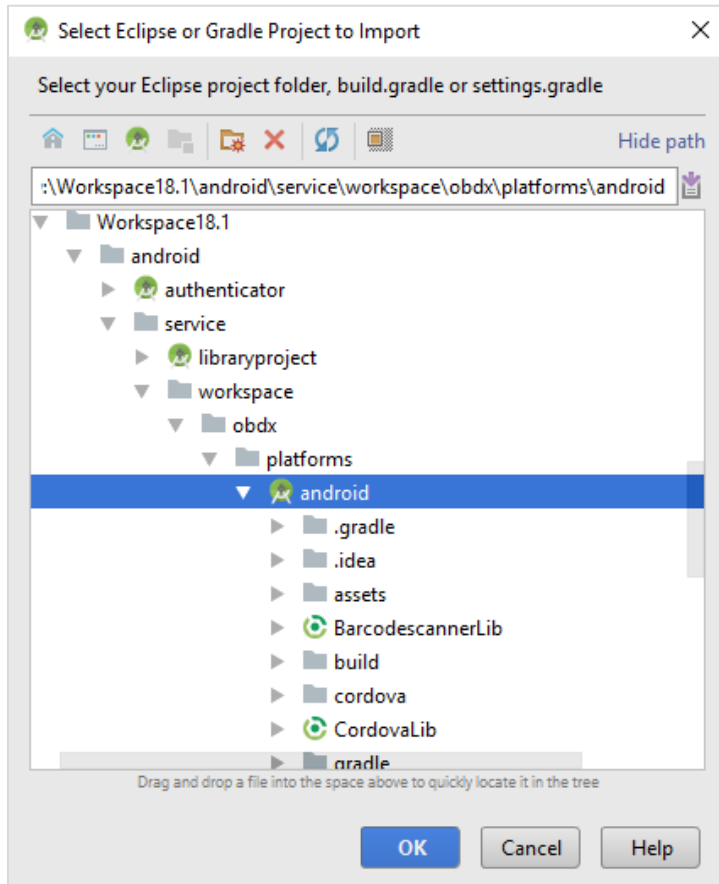 Select Eclipse or Gradle Project to Import
Select your Eclipse project folder, build.gradle or settings.gradle
Hide path
:\Workspace18.1\android\service\workspace\obdx\platforms\android
Workspace18.1
android
authenticator
service
libraryproject
workspace
obdx
platforms
android
.gradle
.idea
assets
BarcodescannerLib
build
cordova
CordovaLib
gradle
Drag and drop a file into the space above to quickly locate it in the tree
OK Cancel Help